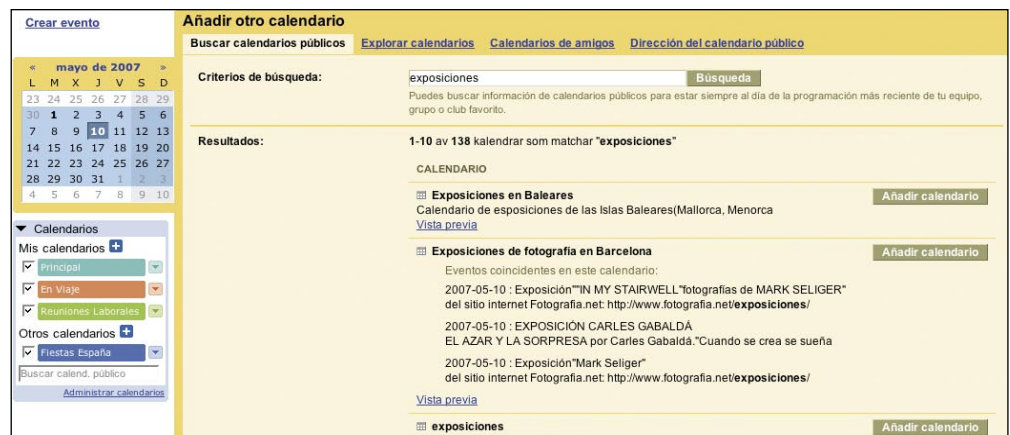 Crear evento
« mayo de 2007 »
L M X J V S D
23 24 25 26 27 28 29
30 1 2 3 4 5 6
7 8 9 10 11 12 13
14 15 16 17 18 19 20
21 22 23 24 25 26 27
28 29 30 31 1 2 3
4 5 6 7 8 9 10
Calendarios
Mis calendarios
Principal
En Viaje
Reuniones Laborales
Otros calendarios
Fiestas España
Buscar calend. público
Administrar calendarios
Añadir otro calendario
Buscar calendarios públicos Explorar calendarios Calendarios de amigos Dirección del calendario público
Criterios de búsqueda: exposiciones Búsqueda
Puedes buscar información de calendarios públicos para estar siempre al día de la programación más reciente de tu equipo,
grupo o club favorito.
Resultados: 1-10 av 138 kalendrar som matchar "exposiciones"
CALENDARIO
Exposiciones en Baleares Añadir calendario
Calendario de esposiciones de las Islas Baleares(Mallorca, Menorca
Vista previa
Exposiciones de fotografia en Barcelona Añadir calendario
Eventos coincidentes en este calendario:
2007-05-10 : Exposición""IN MY STAIRWELL"fotografias de MARK SELIGER"
del sitio internet Fotografia.net: http://www.fotografia.net/exposiciones/
2007-05-10 : EXPOSICIÓN CARLES GABALDÁ
EL AZAR Y LA SORPRESA por Carles Gabaldá."Cuando se crea se sueña
2007-05-10 : Exposición"Mark Seliger"
del sitio internet Fotografia.net: http://www.fotografia.net/exposiciones/
Vista previa
exposiciones Añadir calendario